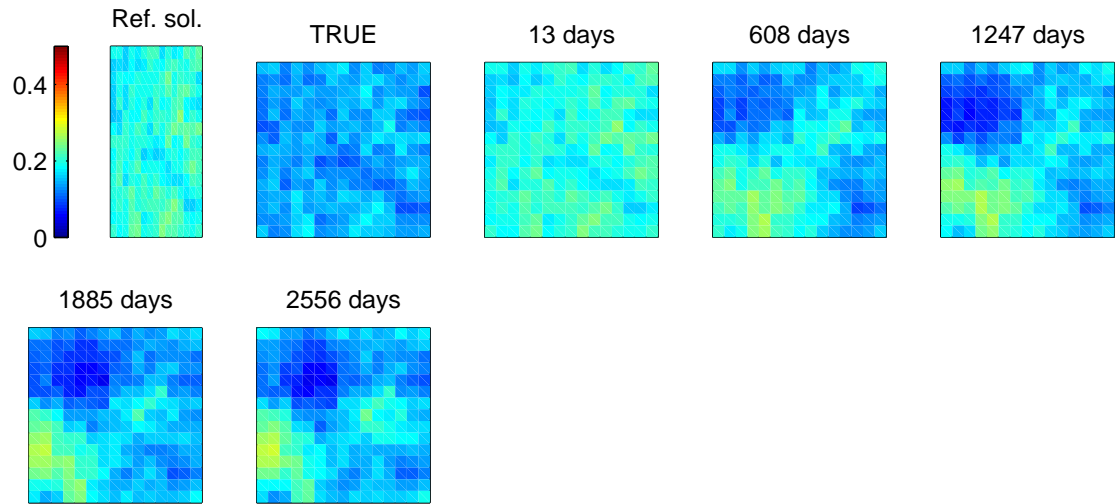 Ref. sol.
TRUE
13 days
608 days
1247 days
0.4
0.2
0
1885 days
2556 days